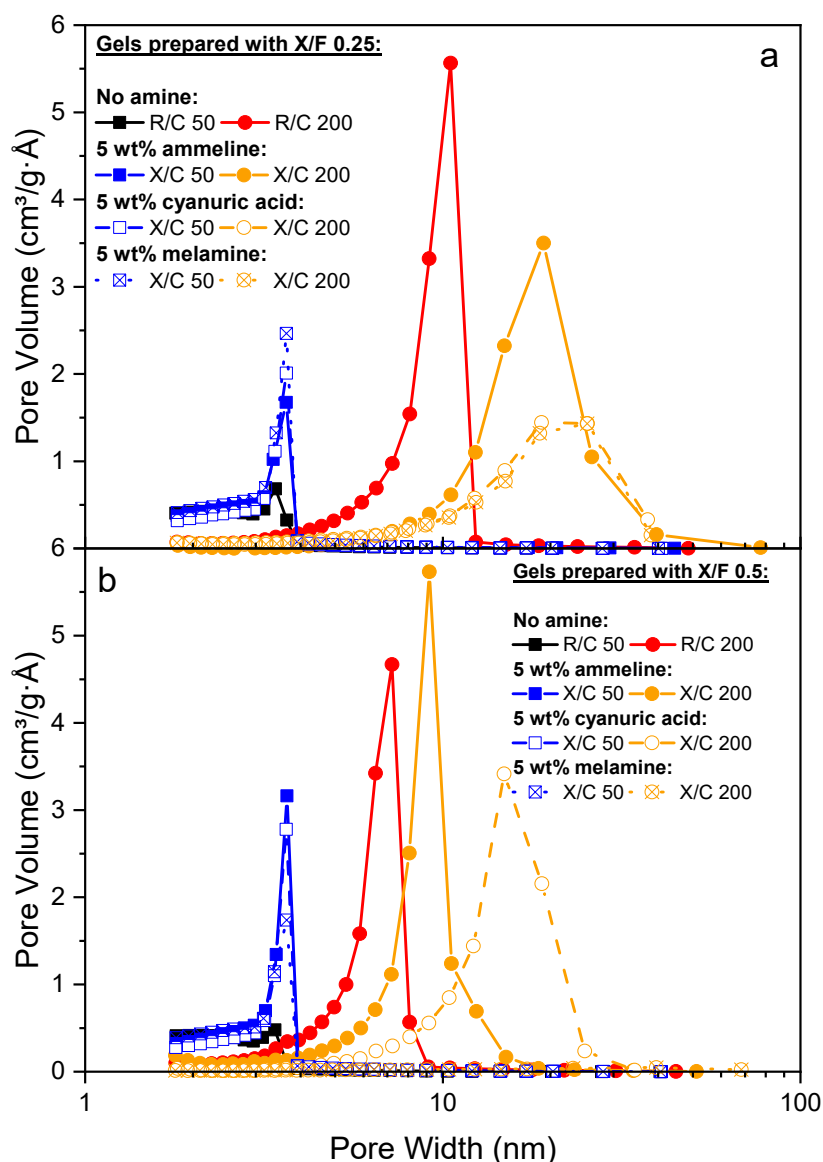 Pore Volume (cm³/g·Å)
6
5
4
3
2
1
6
a
Gels prepared with X/F 0.25:
No amine:
R/C 50 R/C 200
5 wt% ammeline:
X/C 50 X/C 200
5 wt% cyanuric acid:
X/C 50 X/C 200
5 wt% melamine:
X/C 50 X/C 200
Pore Volume (cm³/g·Å)
5
4
3
2
1
0
b
Gels prepared with X/F 0.5:
No amine:
R/C 50 R/C 200
5 wt% ammeline:
X/C 50 X/C 200
5 wt% cyanuric acid:
X/C 50 X/C 200
5 wt% melamine:
X/C 50 X/C 200
1 10 100
Pore Width (nm)